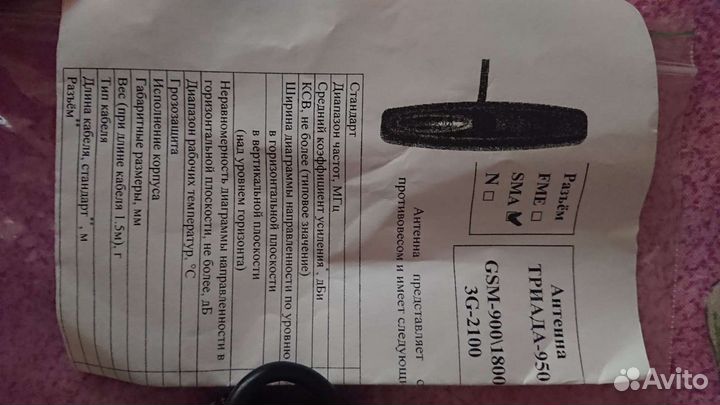 Антенна
ТРИАДА-950
GSM-900\1800
3G-2100
Разъём
FME □
SMA ✔
N □
Антенна представляет с
противовесом и имеет следующи
Стандарт
Диапазон частот, МГц
Средний коэффициент усиления*, дБи
КСВ, не более (типовое значение)
Ширина диаграммы направленности по уровню
в горизонтальной плоскости
в вертикальной плоскости
(над уровнем горизонта)
Неравномерность диаграммы направленности в
горизонтальной плоскости, не более, дБ
Диапазон рабочих температур, °С
Грозозащита
Исполнение корпуса
Габаритные размеры, мм
Вес (при длине кабеля 1,5м), г
Тип кабеля
Длина кабеля, стандарт**, м
Разъём**
Avito